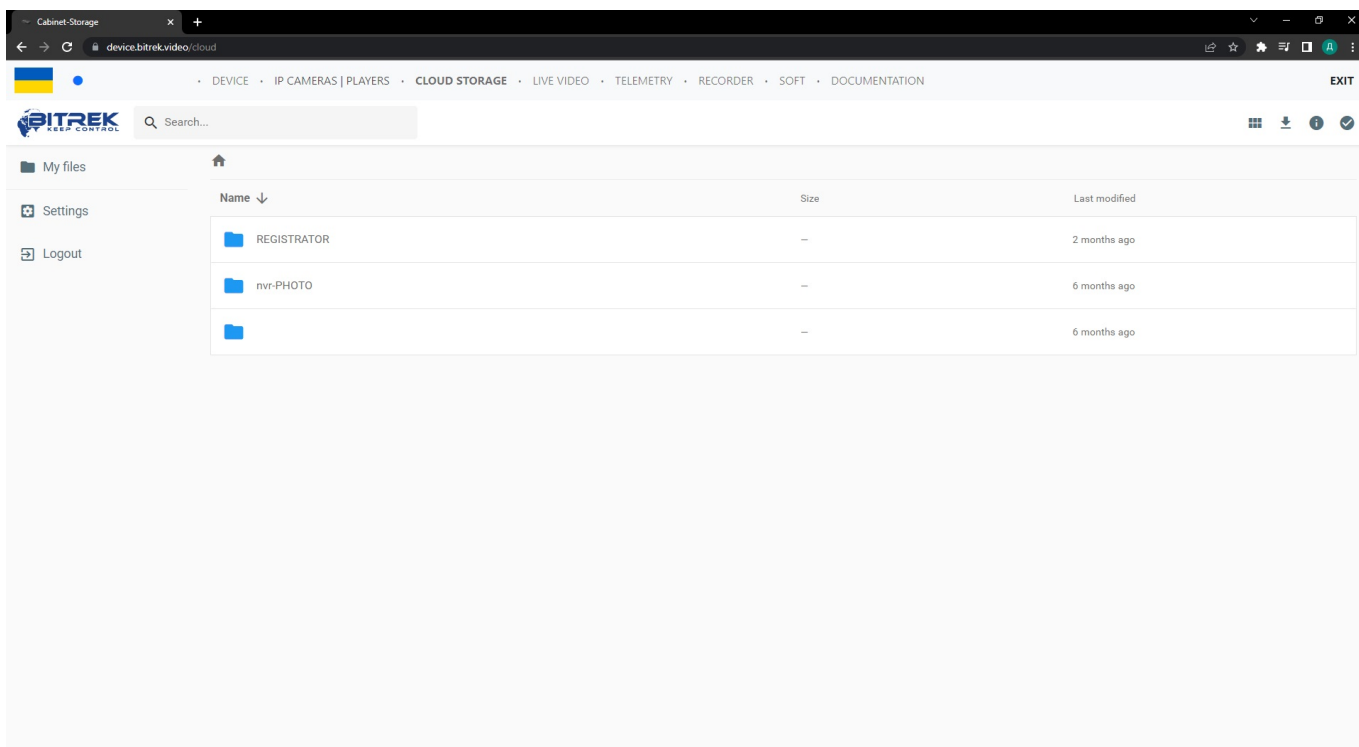 Cabinet-Storage
device.bitrek.video/cloud
Д
• DEVICE • IP CAMERAS | PLAYERS • CLOUD STORAGE • LIVE VIDEO • TELEMETRY • RECORDER • SOFT • DOCUMENTATION
EXIT
BITREK
KEEP CONTROL
Search...
My files
Settings
Logout
Name Size Last modified
REGISTRATOR — 2 months ago
nvr-PHOTO — 6 months ago
— 6 months ago